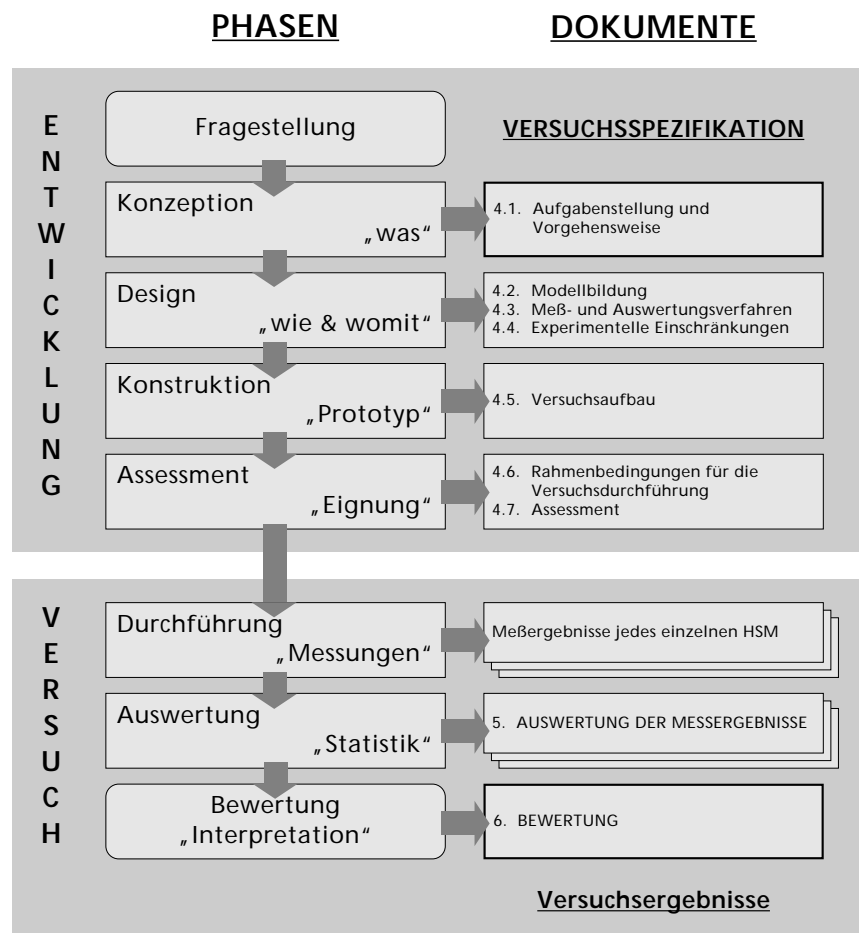 PHASEN
DOKUMENTE
ENTWICKLUNG
Fragestellung
VERSUCHSSPEZIFIKATION
Konzeption
„was“
4.1. Aufgabenstellung und
Vorgehensweise
Design
„wie & womit“
4.2. Modellbildung
4.3. Meß- und Auswertungsverfahren
4.4. Experimentelle Einschränkungen
Konstruktion
„Prototyp“
4.5. Versuchsaufbau
Assessment
„Eignung“
4.6. Rahmenbedingungen für die
Versuchsdurchführung
4.7. Assessment
VERSUCH
Durchführung
„Messungen“
Meßergebnisse jedes einzelnen HSM
Auswertung
„Statistik“
5. AUSWERTUNG DER MESSERGEBNISSE
Bewertung
„Interpretation“
6. BEWERTUNG
Versuchsergebnisse